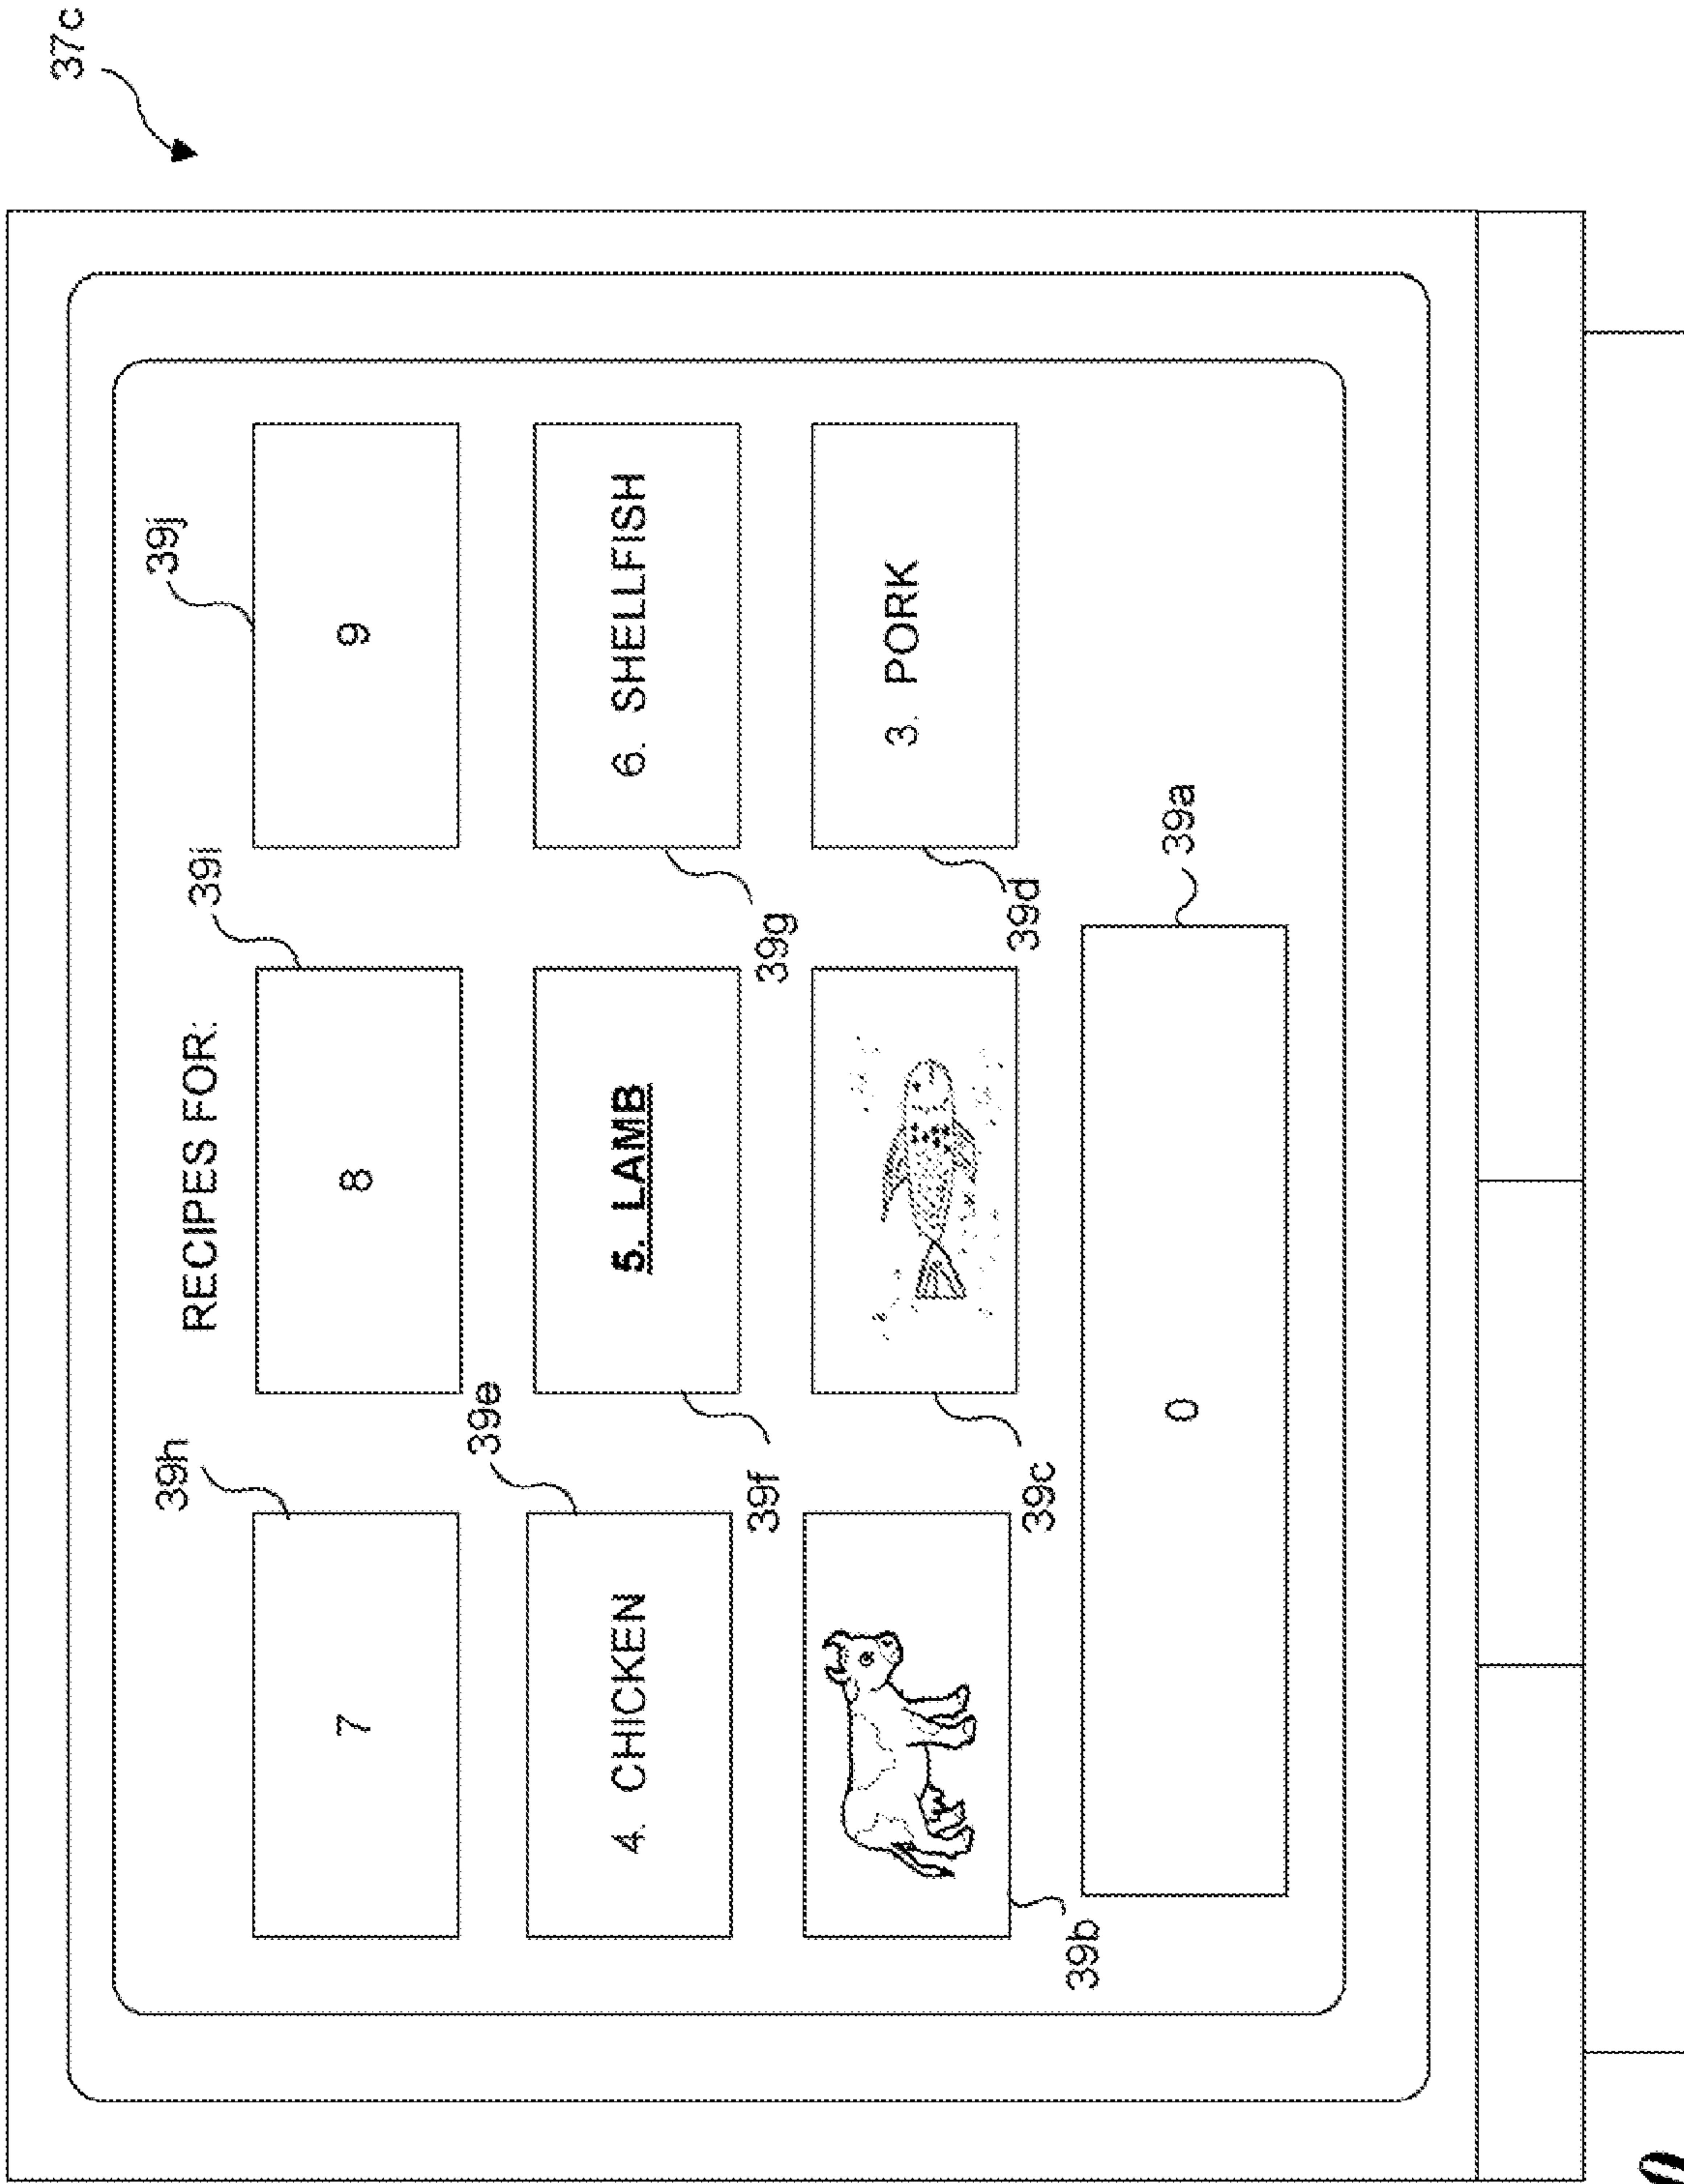 37c
RECIPES FOR:
39h
39i
39j
7
8
9
39e
4. CHICKEN
5. LAMB
6. SHELLFISH
39f
39g
3. PORK
39b
39c
39d
0
39a